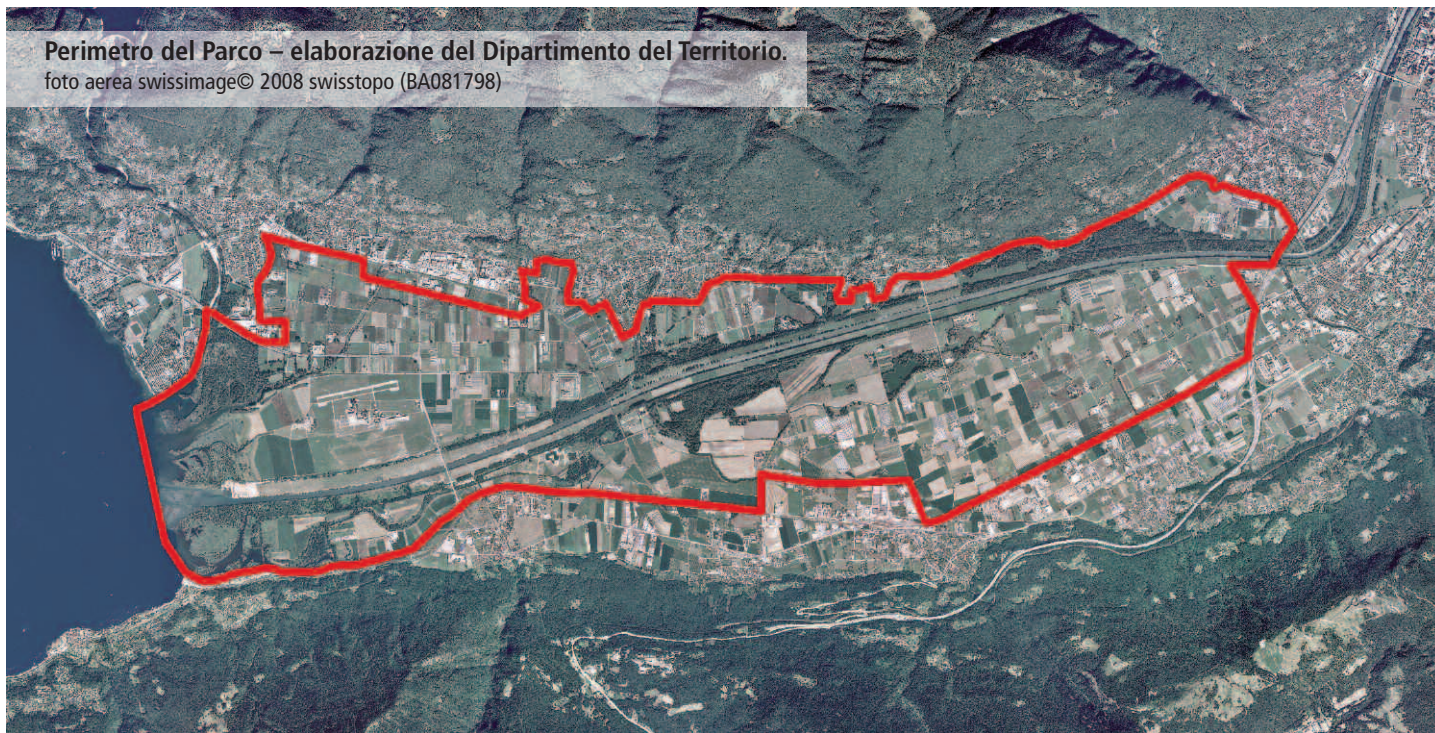 Perimetro del Parco – elaborazione del Dipartimento del Territorio.
foto aerea swissimage© 2008 swisstopo (BA081798)